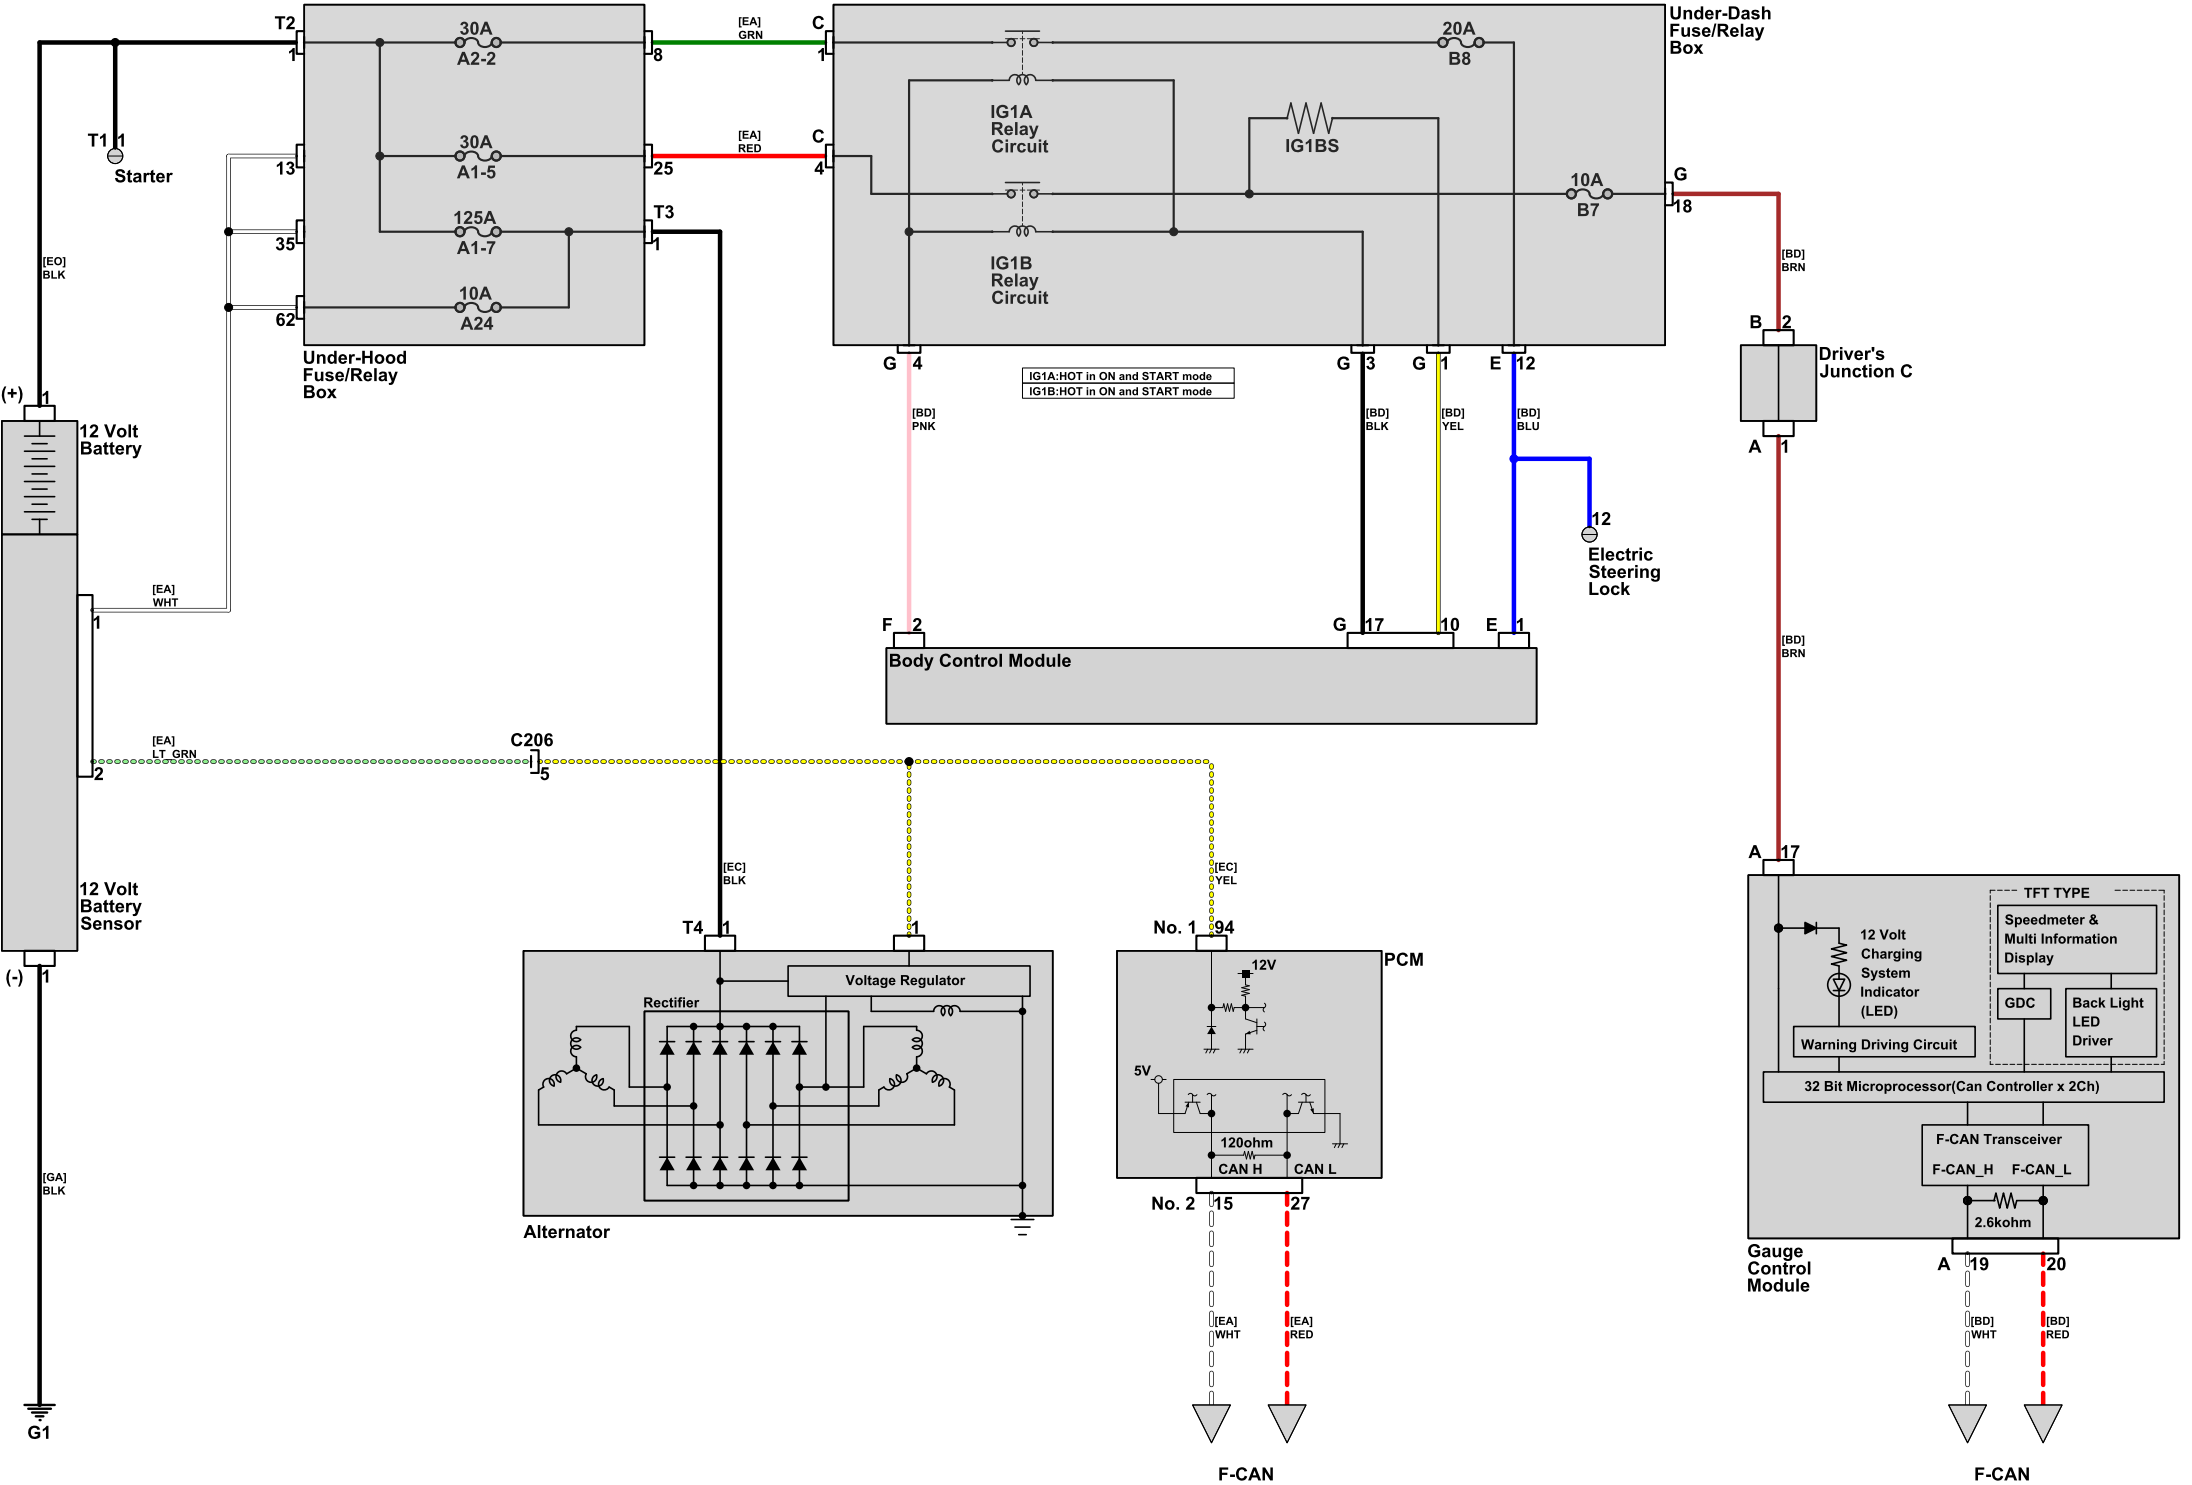 T2
1
30A
A2-2
8
[EA]
GRN
C
1
20A
B8
Under-Dash
Fuse/Relay
Box
T1 1
Starter
13
30A
A1-5
25
[EA]
RED
C
4
IG1A
Relay
Circuit
IG1BS
10A
B7
G
18
35
125A
A1-7
T3
1
[EO]
BLK
62
10A
A24
IG1B
Relay
Circuit
[BD]
BRN
Under-Hood
Fuse/Relay
Box
G 4
G 3
G 1
E 12
IG1A:HOT in ON and START mode
IG1B:HOT in ON and START mode
B 2
Driver's
Junction C
A 1
(+) 1
12 Volt
Battery
[BD]
PNK
[BD]
BLK
[BD]
YEL
[BD]
BLU
12
Electric
Steering
Lock
[EA]
WHT
1
F 2
G 17
10
E 1
Body Control Module
[BD]
BRN
[EA]
LT_GRN
2
C206
5
12 Volt
Battery
Sensor
(-) 1
[EC]
BLK
[EC]
YEL
T4 1
1
No. 1 94
A 17
Voltage Regulator
Rectifier
Alternator
PCM
12V
5V
120ohm
CAN H
CAN L
No. 2 15
27
12 Volt
Charging
System
Indicator
(LED)
TFT TYPE
Speedmeter &
Multi Information
Display
GDC
Back Light
LED
Driver
Warning Driving Circuit
32 Bit Microprocessor(Can Controller x 2Ch)
F-CAN Transceiver
F-CAN_H
F-CAN_L
2.6kohm
Gauge
Control
Module
A 19
20
[GA]
BLK
[EA]
WHT
[EA]
RED
[BD]
WHT
[BD]
RED
G1
F-CAN
F-CAN